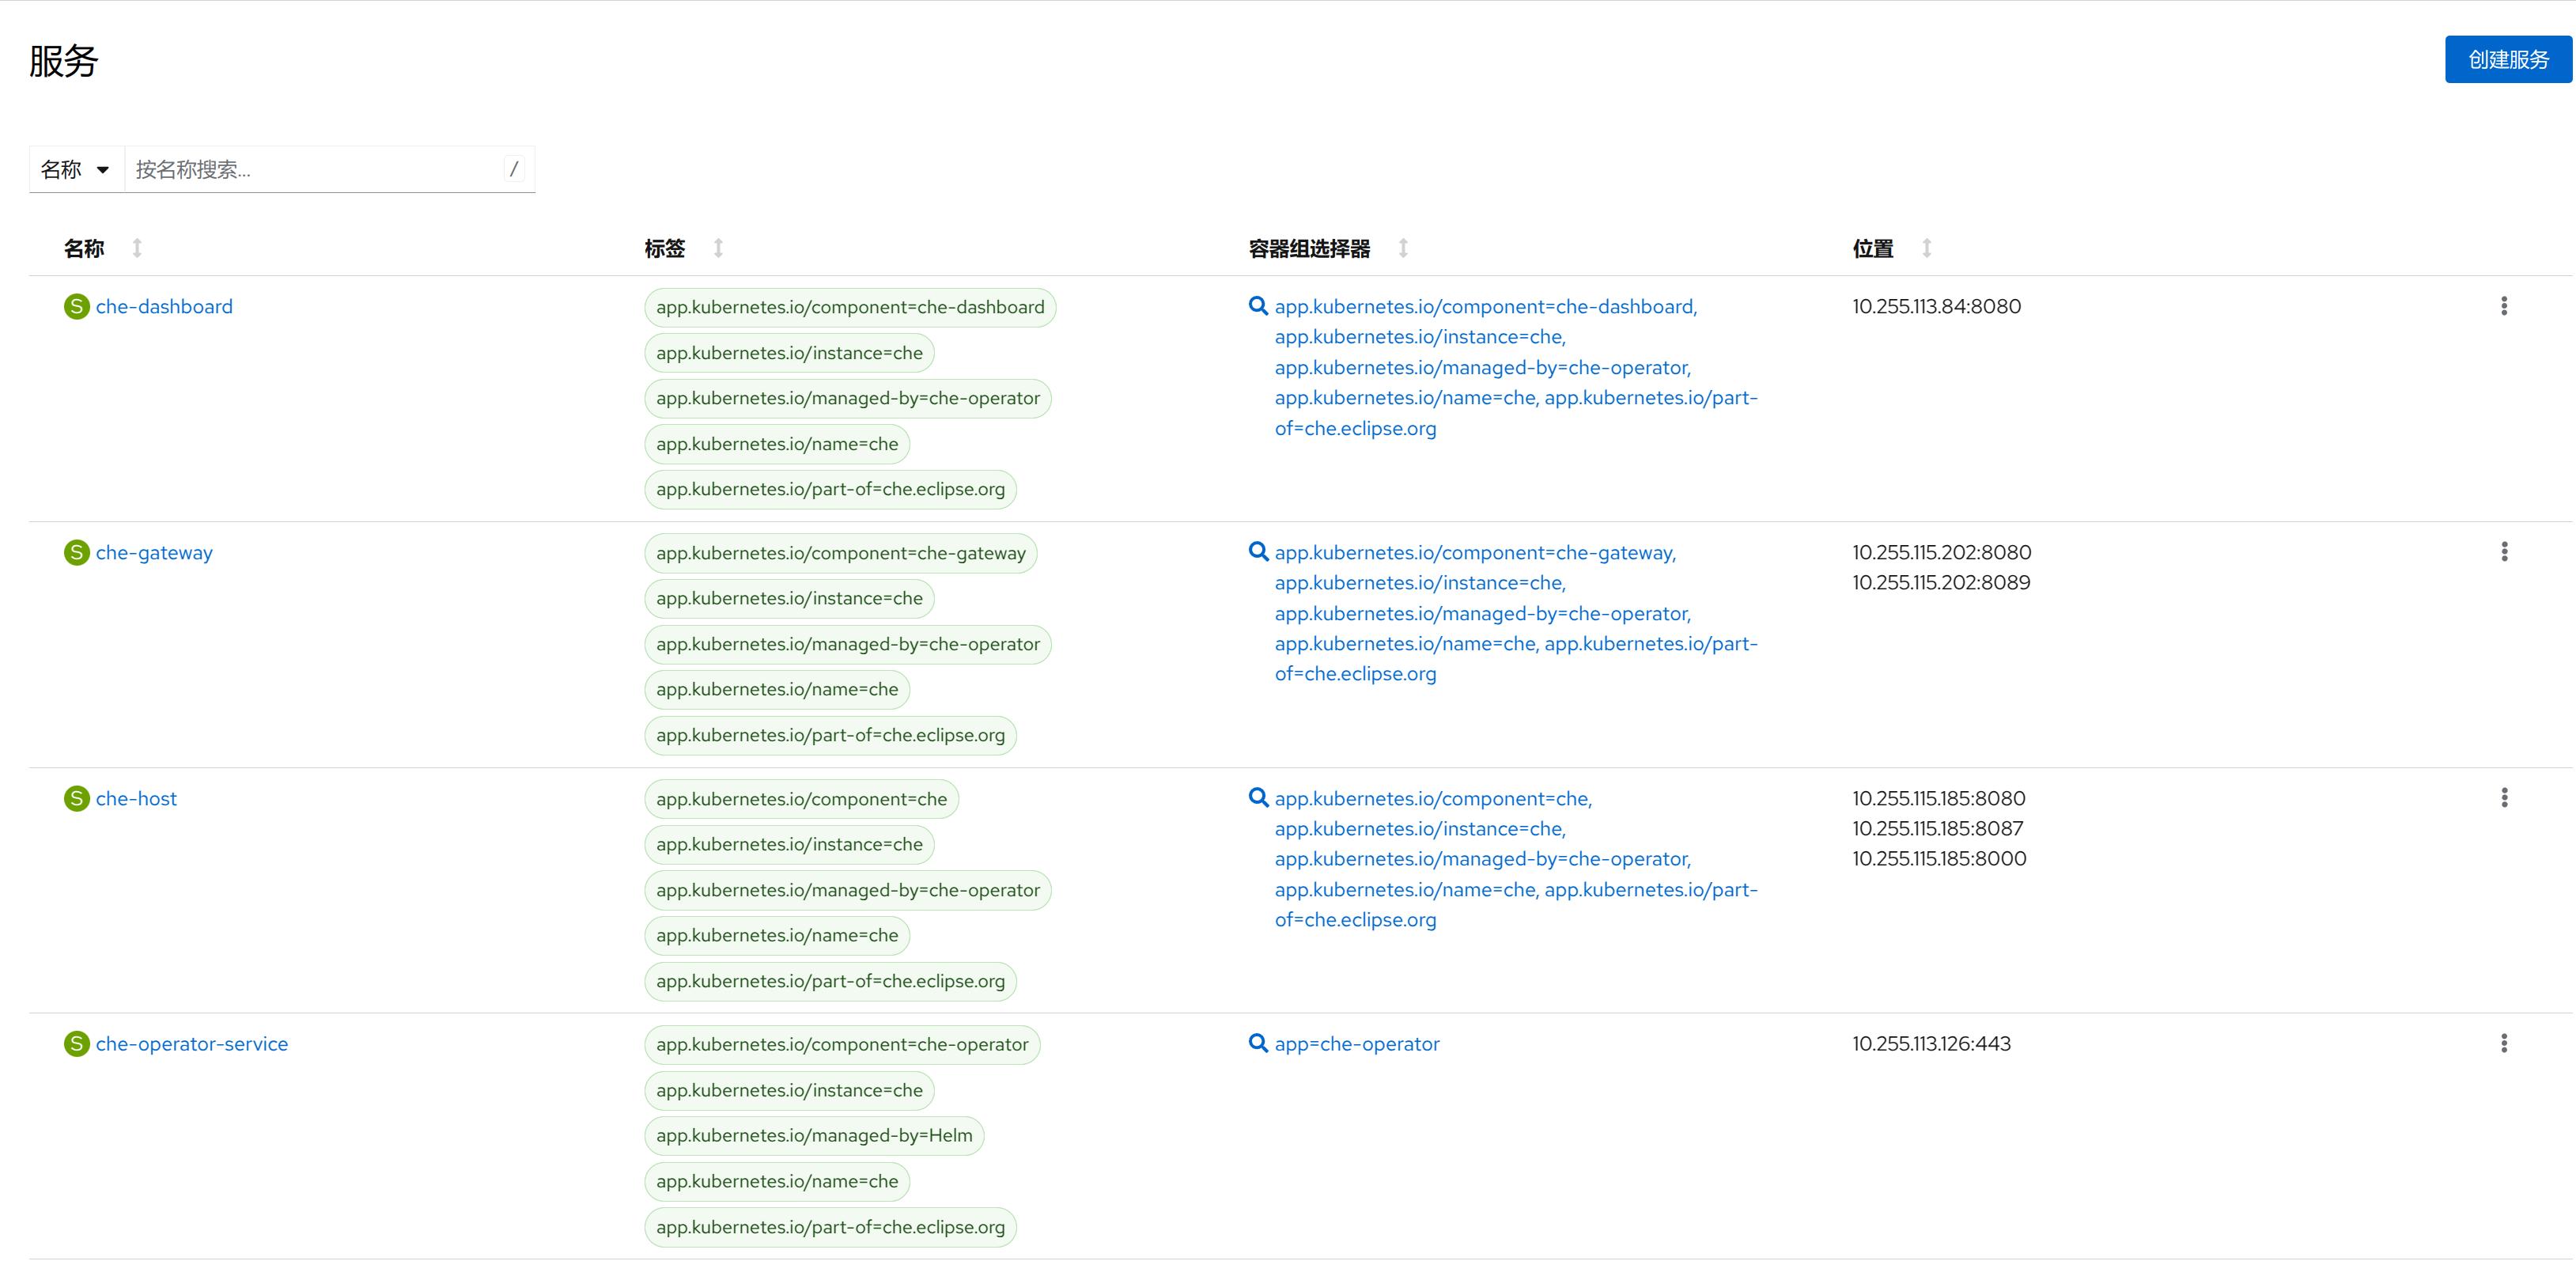 服务
创建服务
名称
按名称搜索...
/
名称
标签
容器组选择器
位置
S che-dashboard
app.kubernetes.io/component=che-dashboard
app.kubernetes.io/instance=che
app.kubernetes.io/managed-by=che-operator
app.kubernetes.io/name=che
app.kubernetes.io/part-of=che.eclipse.org
app.kubernetes.io/component=che-dashboard,
app.kubernetes.io/instance=che,
app.kubernetes.io/managed-by=che-operator,
app.kubernetes.io/name=che, app.kubernetes.io/part-
of=che.eclipse.org
10.255.113.84:8080
S che-gateway
app.kubernetes.io/component=che-gateway
app.kubernetes.io/instance=che
app.kubernetes.io/managed-by=che-operator
app.kubernetes.io/name=che
app.kubernetes.io/part-of=che.eclipse.org
app.kubernetes.io/component=che-gateway,
app.kubernetes.io/instance=che,
app.kubernetes.io/managed-by=che-operator,
app.kubernetes.io/name=che, app.kubernetes.io/part-
of=che.eclipse.org
10.255.115.202:8080
10.255.115.202:8089
S che-host
app.kubernetes.io/component=che
app.kubernetes.io/instance=che
app.kubernetes.io/managed-by=che-operator
app.kubernetes.io/name=che
app.kubernetes.io/part-of=che.eclipse.org
app.kubernetes.io/component=che,
app.kubernetes.io/instance=che,
app.kubernetes.io/managed-by=che-operator,
app.kubernetes.io/name=che, app.kubernetes.io/part-
of=che.eclipse.org
10.255.115.185:8080
10.255.115.185:8087
10.255.115.185:8000
S che-operator-service
app.kubernetes.io/component=che-operator
app.kubernetes.io/instance=che
app.kubernetes.io/managed-by=Helm
app.kubernetes.io/name=che
app.kubernetes.io/part-of=che.eclipse.org
app=che-operator
10.255.113.126:443